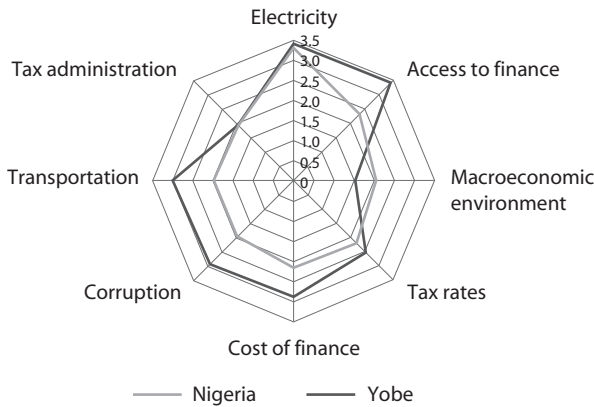 Electricity
3.5
3.0
2.5
2.0
1.5
1.0
0.5
0
Tax administration
Access to finance
Transportation
Macroeconomic
environment
Corruption
Tax rates
Cost of finance
Nigeria
Yobe